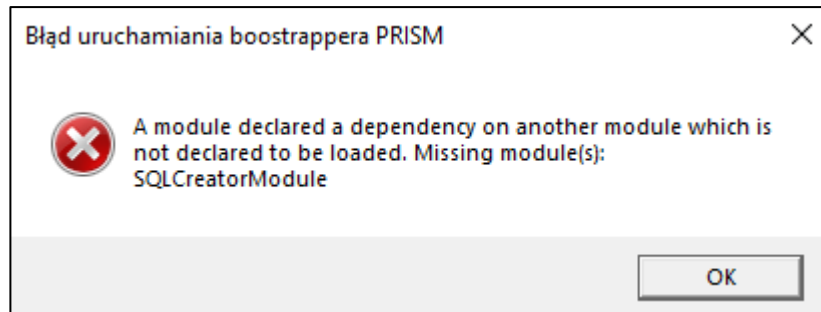 Błąd uruchamiania boostrappera PRISM
A module declared a dependency on another module which is
not declared to be loaded. Missing module(s):
SQLCreatorModule
OK